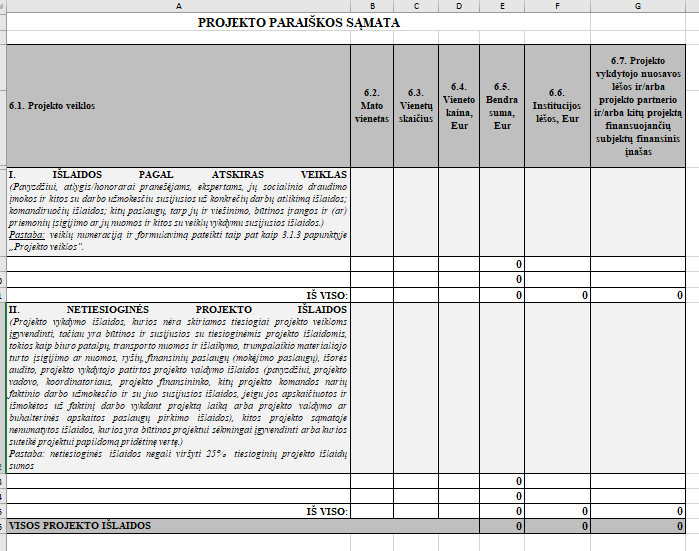 A B C D E F G
PROJEKTO PARAIŠKOS SĄMATA
6.1. Projekto veiklos
6.2.
Mato
vienetas
6.3.
Vienetų
skaičius
6.4.
Vieneto
kaina,
Eur
6.5.
Bendra
suma,
Eur
6.6.
Institucijos
lėšos, Eur
6.7. Projekto
vykdytojo nuosavos
lėšos ir/arba
projekto partnerio
ir/arba kitų projektą
finansuojančių
subjektų finansinis
įnašas
I. IŠLAIDOS PAGAL ATSKIRAS VEIKLAS
(Pavyzdžiui, atlygis/honorarai pranešėjams, ekspertams, jų socialinio draudimo
įmokos ir kitos su darbo užmokesčiu susijusios už konkrečių darbų atlikimą išlaidos;
komandiruočių išlaidos; kitų paslaugų, tarp jų ir viešinimo, būtinos įrangos ir (ar)
priemonių įsigijimo ar jų nuomos ir kitos su veiklų vykdymu susijusios išlaidos.)
Pastaba: veiklų numeraciją ir formulavimą pateikti taip pat kaip 3.1.3 papunktyje
„Projekto veiklos".
0
0
IŠ VISO: 0 0 0
II. NETIESIOGINĖS PROJEKTO IŠLAIDOS
(Projekto vykdymo išlaidos, kurios nėra skiriamos tiesiogiai projekto veikloms
įgyvendinti, tačiau yra būtinos ir susijusios su tiesioginėmis projekto išlaidomis,
tokios kaip biuro patalpų, transporto nuomos ir išlaikymo, trumpalaikio materialiojo
turto įsigijimo ar nuomos, ryšių, finansinių paslaugų (mokėjimo paslaugų), išorės
audito, projekto vykdytojo patirtos projekto valdymo išlaidos (pavyzdžiui, projekto
vadovo, koordinatoriaus, projekto finansininko, kitų projekto komandos narių
faktinio darbo užmokesčio ir su juo susijusios išlaidos, jeigu jos apskaičiuotos ir
išmokėtos už faktinį darbo vykdant projektą laiką arba projekto valdymo ar
buhalterinės apskaitos paslaugų pirkimo išlaidos), kitos projekto sąmatoje
nenumatytos išlaidos, kurios yra būtinos projektui sėkmingai įgyvendinti arba kurios
suteikė projektui papildomą pridėtinę vertę.)
Pastaba: netiesioginės išlaidos negali viršyti 25% tiesioginių projekto išlaidų
sumos
0
0
IŠ VISO: 0 0 0
VISOS PROJEKTO IŠLAIDOS 0 0 0